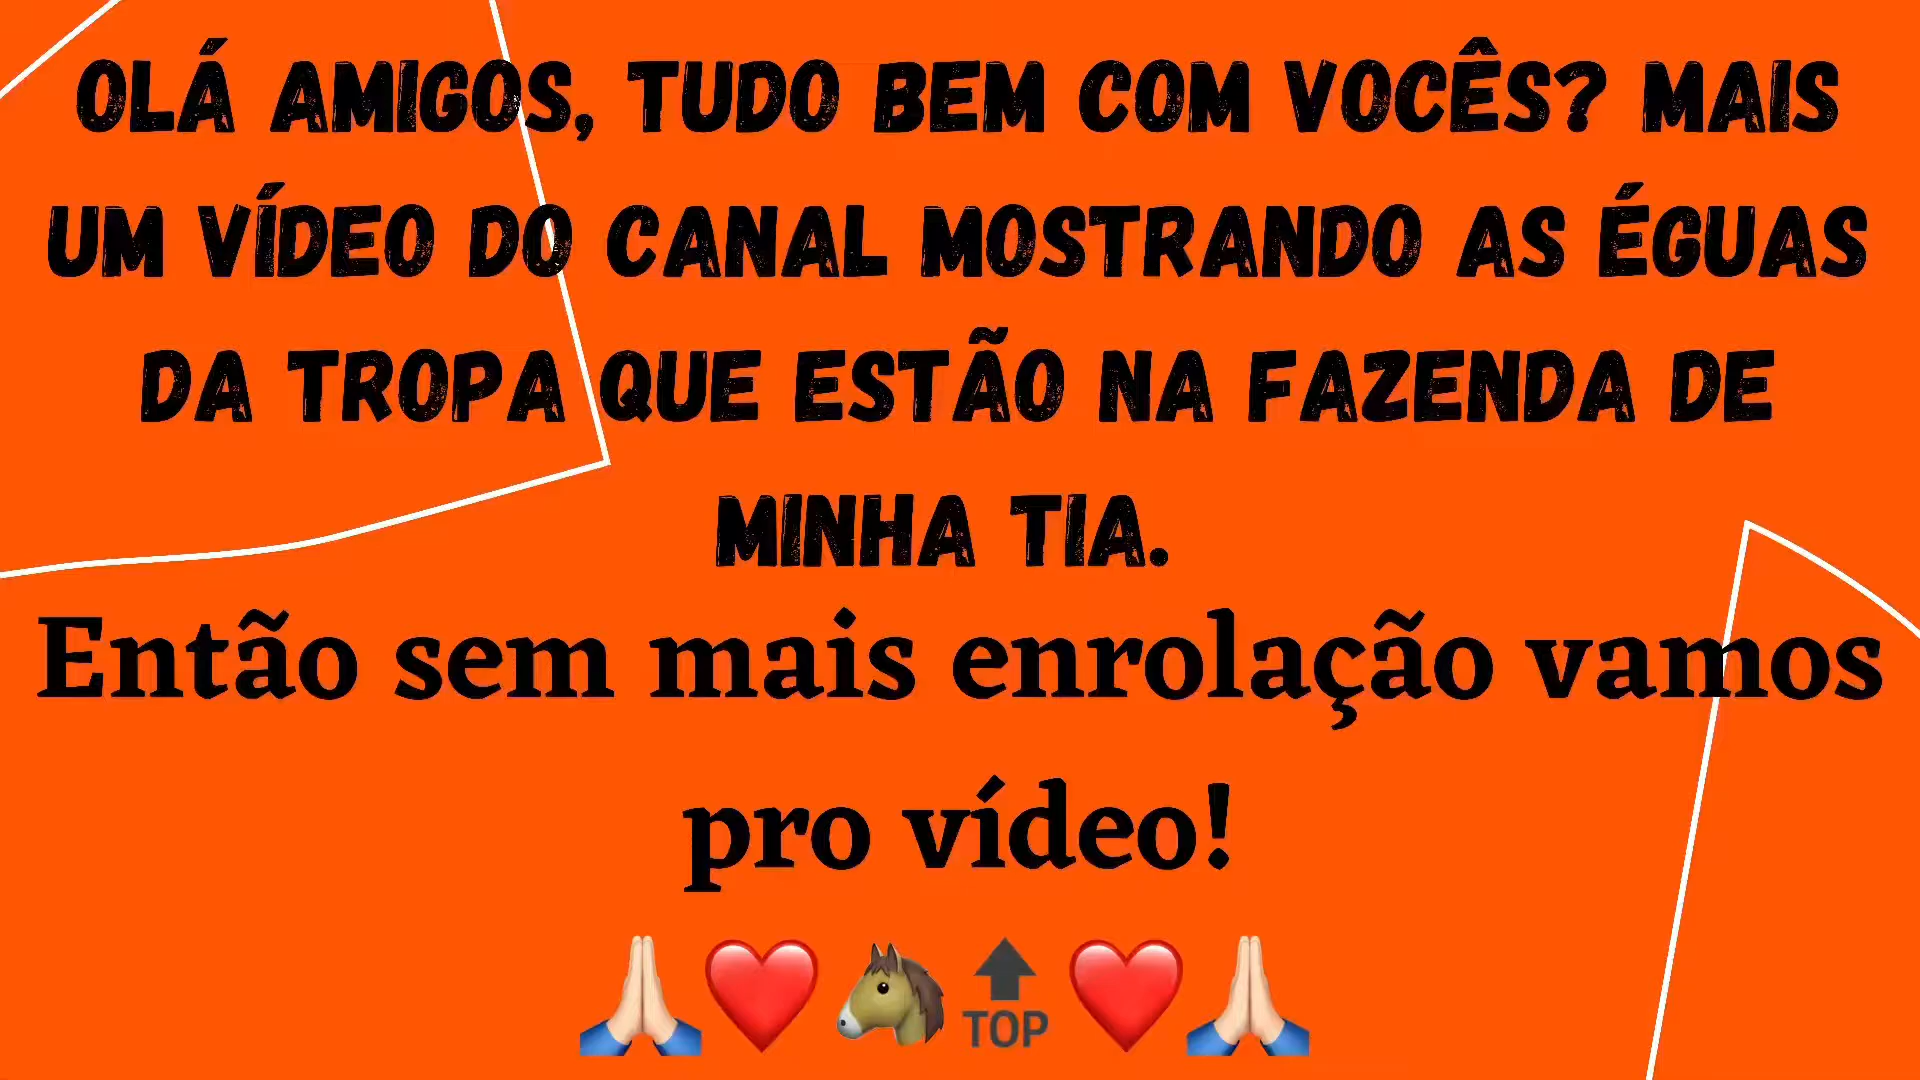 OLÁ AMIGOS, TUDO BEM COM VOCÊS? MAIS
UM VÍDEO DO CANAL MOSTRANDO AS ÉGUAS
DA TROPA QUE ESTÃO NA FAZENDA DE
MINHA TIA.
Então sem mais enrolação vamos
pro vídeo!
🙏🏻❤️🐴🔝❤️🙏🏻